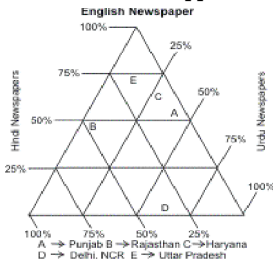 English Newspaper
100%
25%
75%
E
C
50%
50%
A
B
75%
25%
100%
D
100% 75% 50% 25%
Hindi Newspapers
Urdu Newspapers
A → Punjab B → Rajasthan C → Haryana
D → Delhi. NCR E → Uttar Pradesh